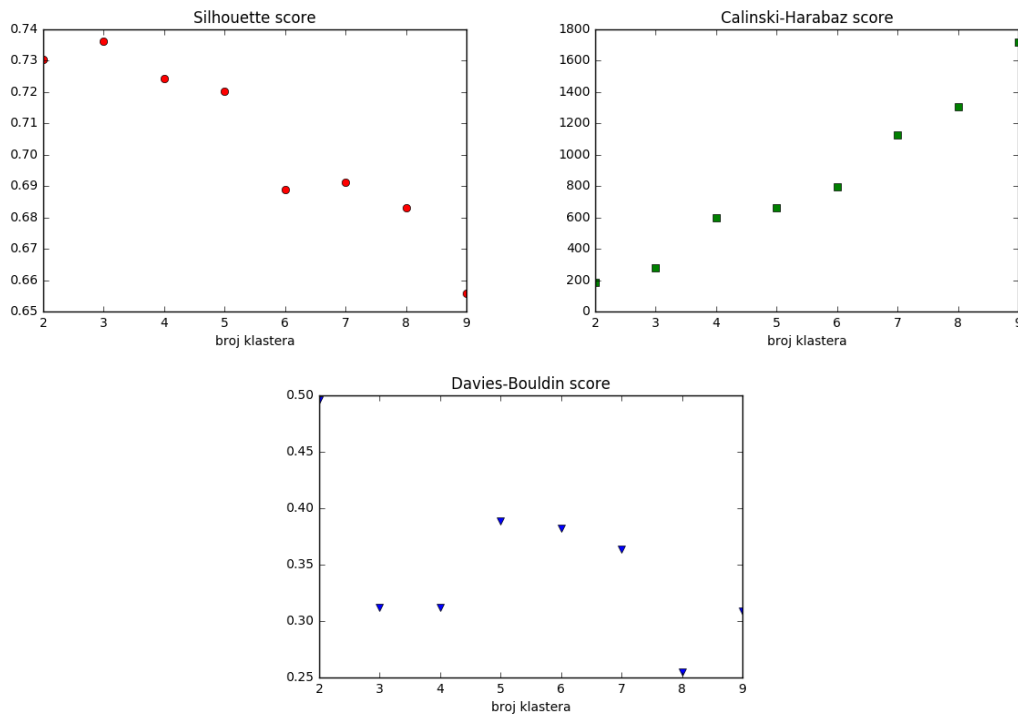 Silhouette score
0.74
0.73
0.72
0.71
0.70
0.69
0.68
0.67
0.66
0.65
2 3 4 5 6 7 8 9
broj klastera
Calinski-Harabaz score
1800
1600
1400
1200
1000
800
600
400
200
0
2 3 4 5 6 7 8 9
broj klastera
Davies-Bouldin score
0.50
0.45
0.40
0.35
0.30
0.25
2 3 4 5 6 7 8 9
broj klastera